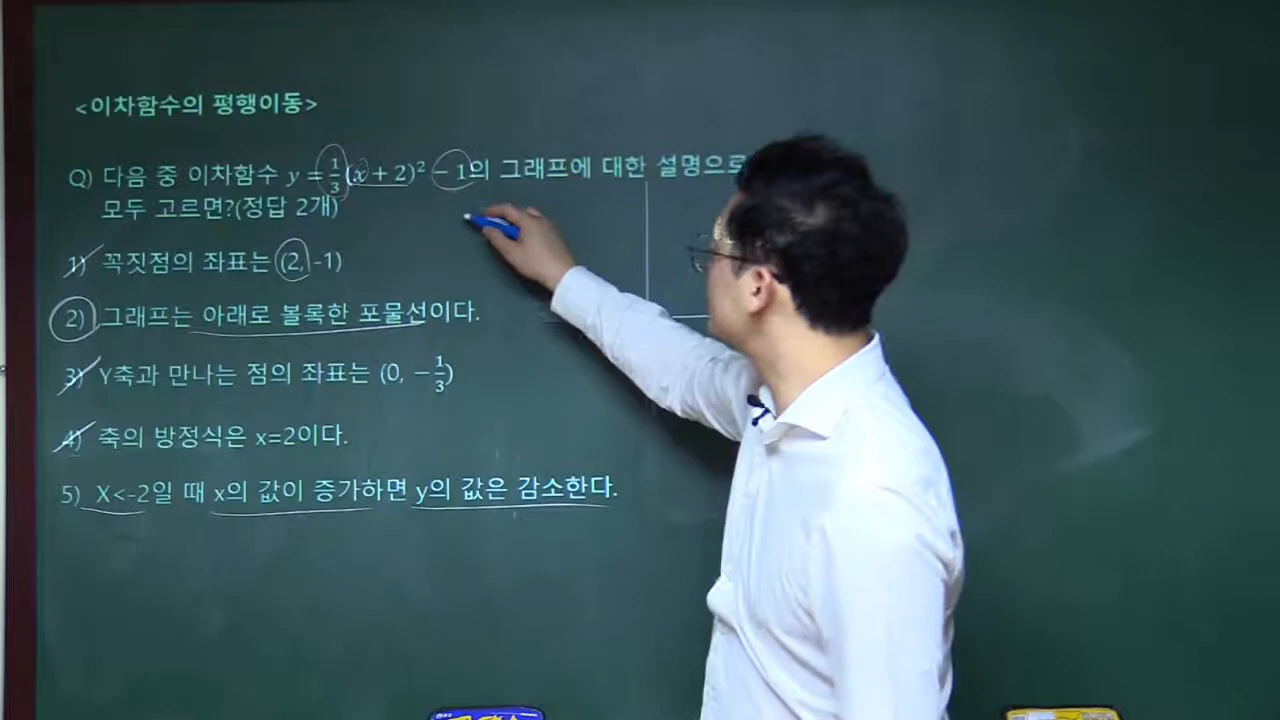 <이차함수의 평행이동>
Q) 다음 중 이차함수 y = 1/3(x + 2)² − 1의 그래프에 대한 설명으로
모두 고르면?(정답 2개)
1) 꼭짓점의 좌표는 (2, -1)
2) 그래프는 아래로 볼록한 포물선이다.
3) Y축과 만나는 점의 좌표는 (0, −1/3)
4) 축의 방정식은 x=2이다.
5) X<-2일 때 x의 값이 증가하면 y의 값은 감소한다.